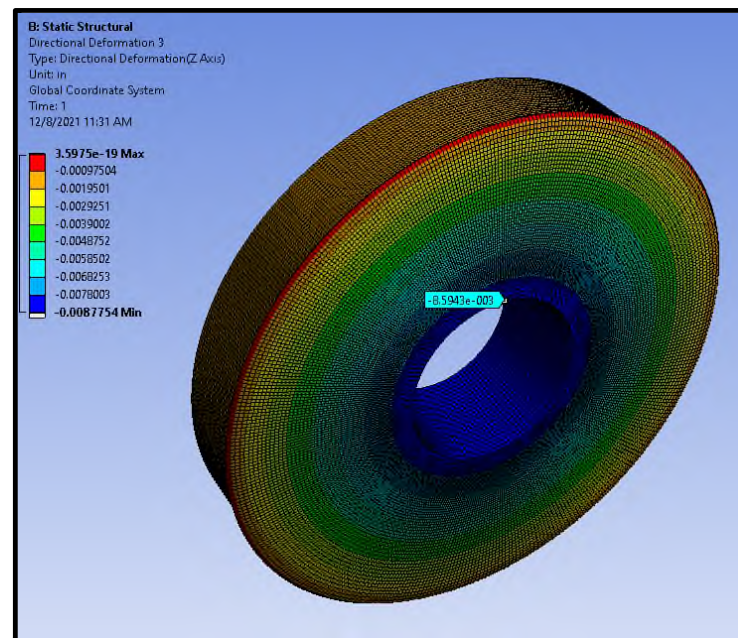 B: Static Structural
Directional Deformation 3
Type: Directional Deformation(Z Axis)
Unit: in
Global Coordinate System
Time: 1
12/8/2021 11:31 AM
3.5975e-19 Max
-0.00097504
-0.0019501
-0.0029251
-0.0039002
-0.0048752
-0.0058502
-0.0068253
-0.0078003
-0.0087754 Min
-8.5943e-003